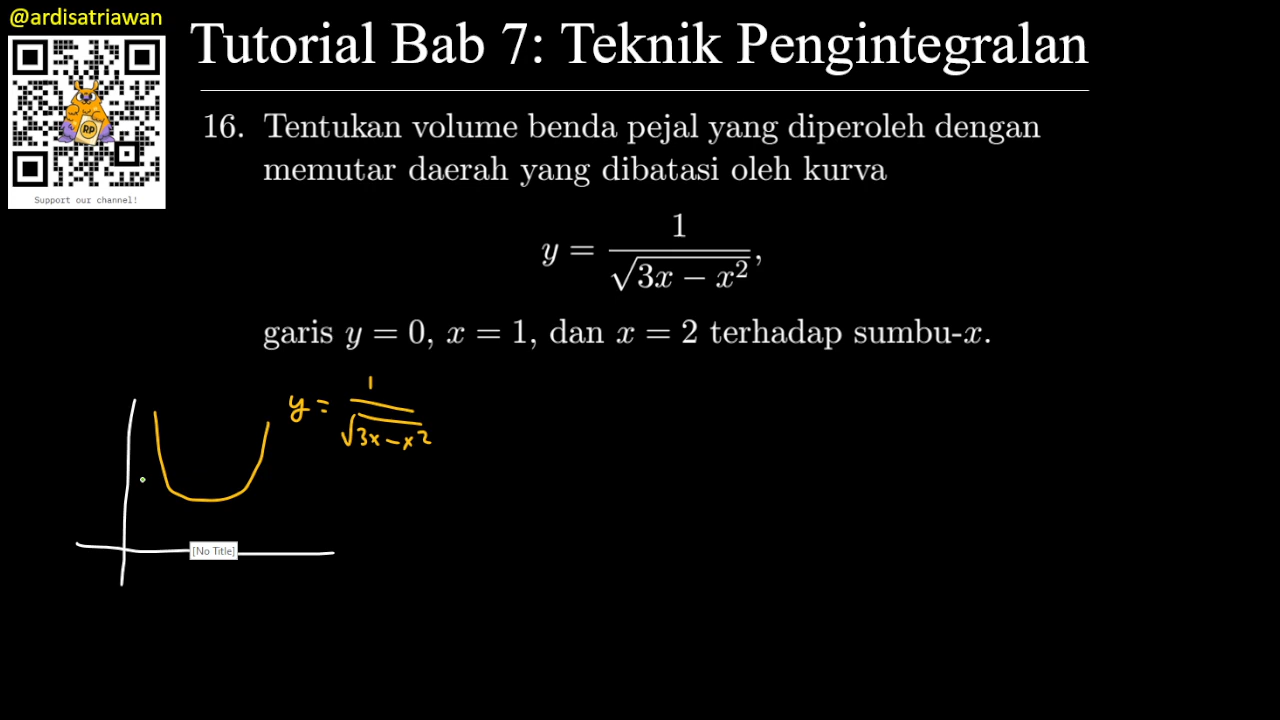 @ardisatriawan
Tutorial Bab 7: Teknik Pengintegralan
RP
Support our channel!
16. Tentukan volume benda pejal yang diperoleh dengan
memutar daerah yang dibatasi oleh kurva
y = 1/√(3x − x²),
garis y = 0, x = 1, dan x = 2 terhadap sumbu-x.
y = 1/√(3x − x²)
[No Title]